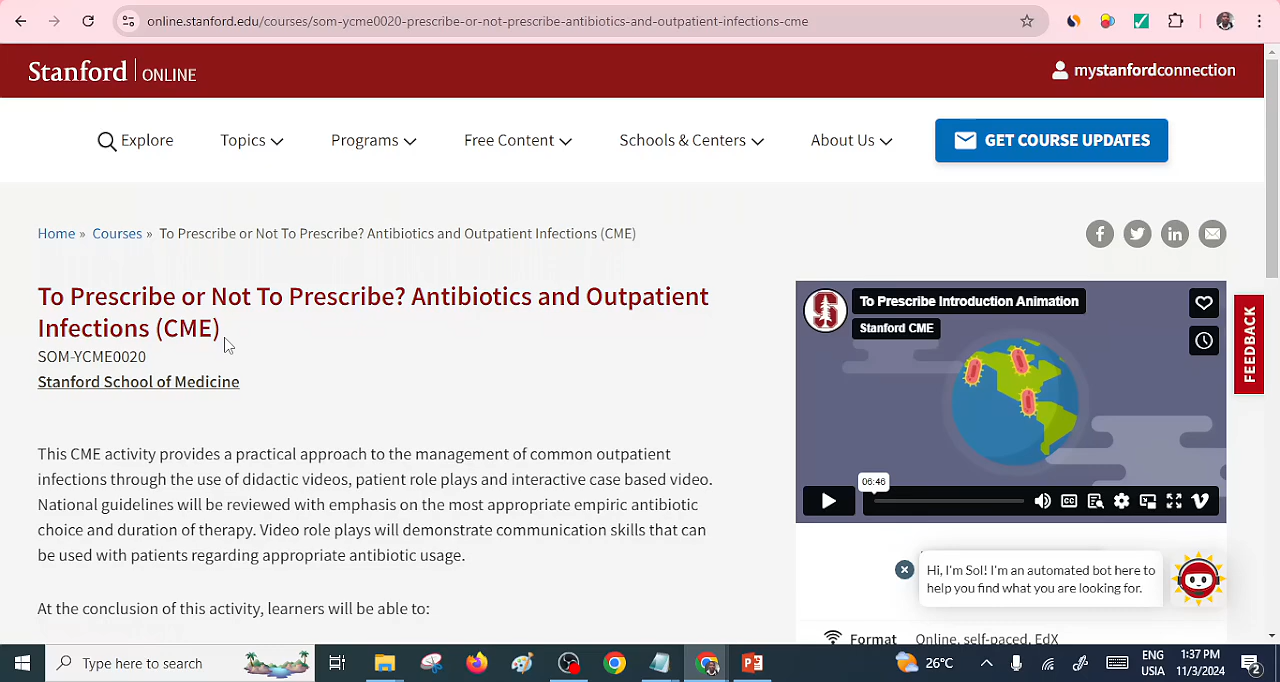 online.stanford.edu/courses/som-ycme0020-prescribe-or-not-prescribe-antibiotics-and-outpatient-infections-cme
Stanford | ONLINE
mystanfordconnection
Explore
Topics
Programs
Free Content
Schools & Centers
About Us
GET COURSE UPDATES
Home » Courses » To Prescribe or Not To Prescribe? Antibiotics and Outpatient Infections (CME)
To Prescribe or Not To Prescribe? Antibiotics and Outpatient
Infections (CME)
SOM-YCME0020
Stanford School of Medicine
This CME activity provides a practical approach to the management of common outpatient
infections through the use of didactic videos, patient role plays and interactive case based video.
National guidelines will be reviewed with emphasis on the most appropriate empiric antibiotic
choice and duration of therapy. Video role plays will demonstrate communication skills that can
be used with patients regarding appropriate antibiotic usage.
At the conclusion of this activity, learners will be able to:
To Prescribe Introduction Animation
Stanford CME
06:46
CC
FEEDBACK
Hi, I'm Sol! I'm an automated bot here to
help you find what you are looking for.
Format
Online, self-paced, EdX
Type here to search
26°C
ENG
USIA
1:37 PM
11/3/2024
2